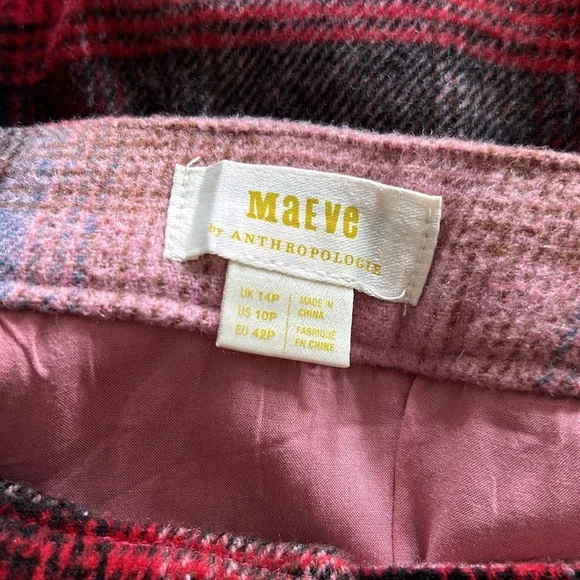 MaEve
by ANTHROPOLOGIE
UK 14P
US 10P
EU 42P
MADE IN
CHINA
FABRIQUÉ
EN CHINE